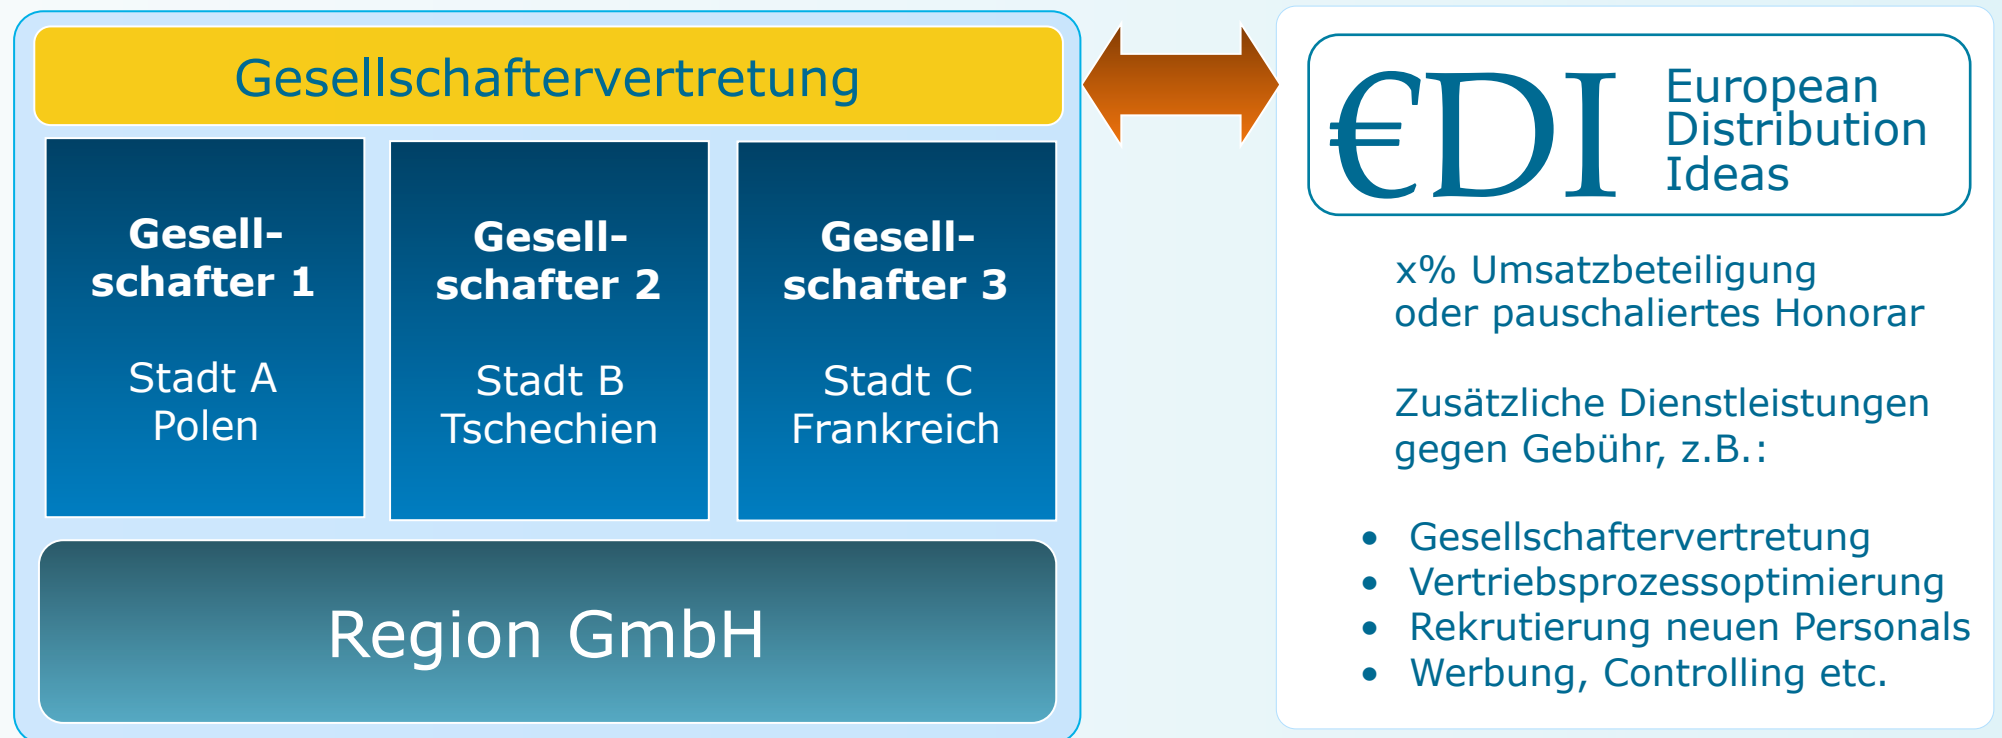 Gesellschaftervertretung
Gesell-
schafter 1
Stadt A
Polen
Gesell-
schafter 2
Stadt B
Tschechien
Gesell-
schafter 3
Stadt C
Frankreich
Region GmbH
€DI
European
Distribution
Ideas
x% Umsatzbeteiligung
oder pauschaliertes Honorar
Zusätzliche Dienstleistungen
gegen Gebühr, z.B.:
• Gesellschaftervertretung
• Vertriebsprozessoptimierung
• Rekrutierung neuen Personals
• Werbung, Controlling etc.